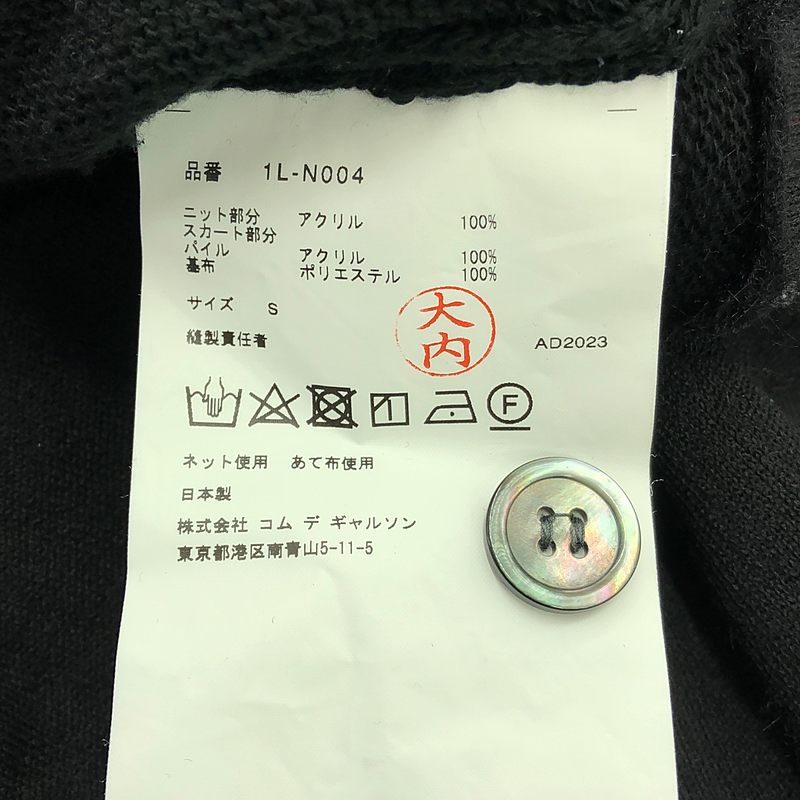 品番 1L-N004
ニット部分 アクリル 100%
スカート部分
パイル アクリル 100%
基布 ポリエステル 100%
サイズ S
縫製責任者 大内 AD2023
F
ネット使用 あて布使用
日本製
株式会社 コム デ ギャルソン
東京都港区南青山5-11-5